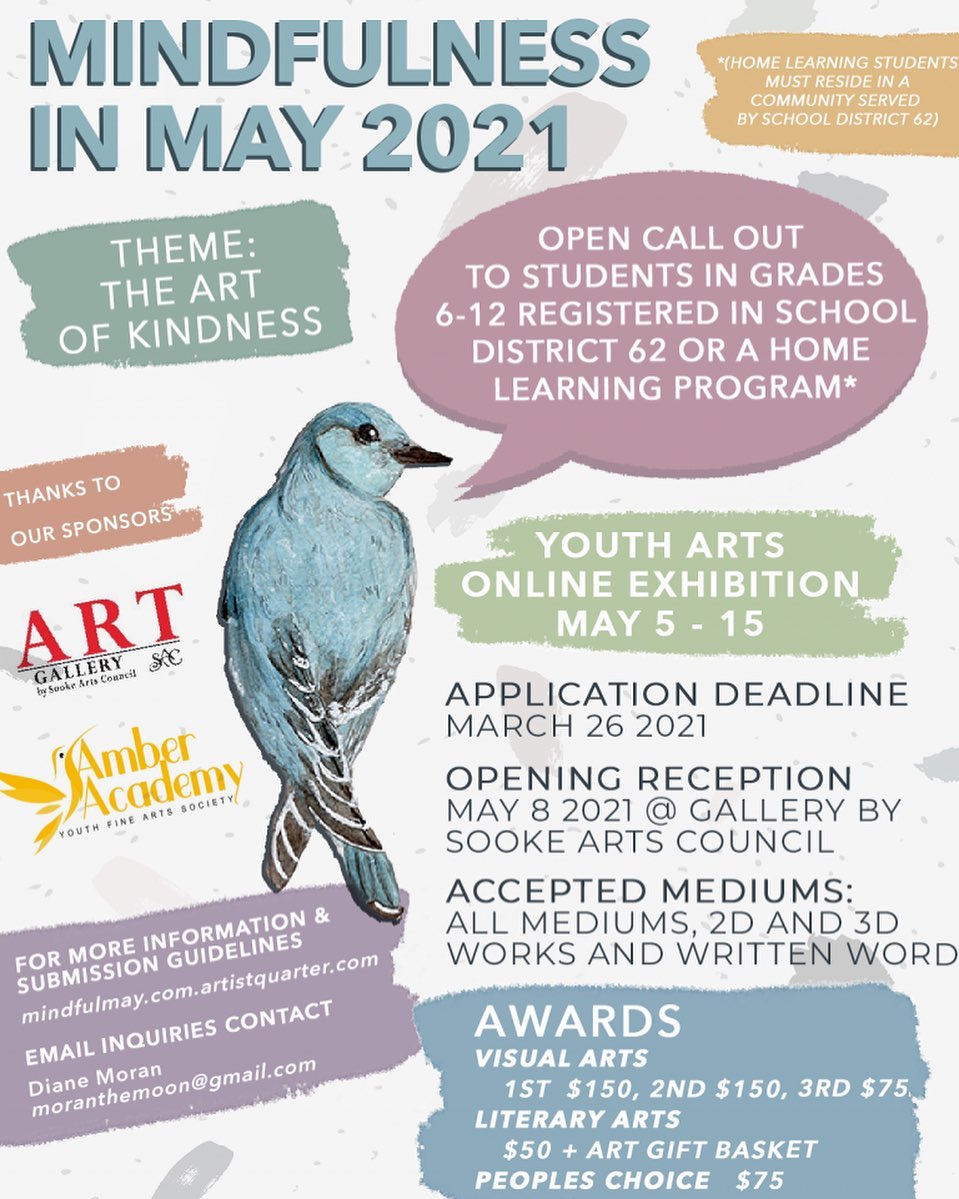 MINDFULNESS
IN MAY 2021
*(HOME LEARNING STUDENTS
MUST RESIDE IN A
COMMUNITY SERVED
BY SCHOOL DISTRICT 62)
THEME:
THE ART
OF KINDNESS
OPEN CALL OUT
TO STUDENTS IN GRADES
6-12 REGISTERED IN SCHOOL
DISTRICT 62 OR A HOME
LEARNING PROGRAM*
THANKS TO
OUR SPONSORS
ART
GALLERY SAC
by Sooke Arts Council
Amber
Academy
YOUTH FINE ARTS SOCIETY
YOUTH ARTS
ONLINE EXHIBITION
MAY 5 - 15
APPLICATION DEADLINE
MARCH 26 2021
OPENING RECEPTION
MAY 8 2021 @ GALLERY BY
SOOKE ARTS COUNCIL
ACCEPTED MEDIUMS:
ALL MEDIUMS, 2D AND 3D
WORKS AND WRITTEN WORD
FOR MORE INFORMATION &
SUBMISSION GUIDELINES
mindfulmay.com.artistquarter.com
EMAIL INQUIRIES CONTACT
Diane Moran
moranthemoon@gmail.com
AWARDS
VISUAL ARTS
1ST $150, 2ND $150, 3RD $75
LITERARY ARTS
$50 + ART GIFT BASKET
PEOPLES CHOICE $75